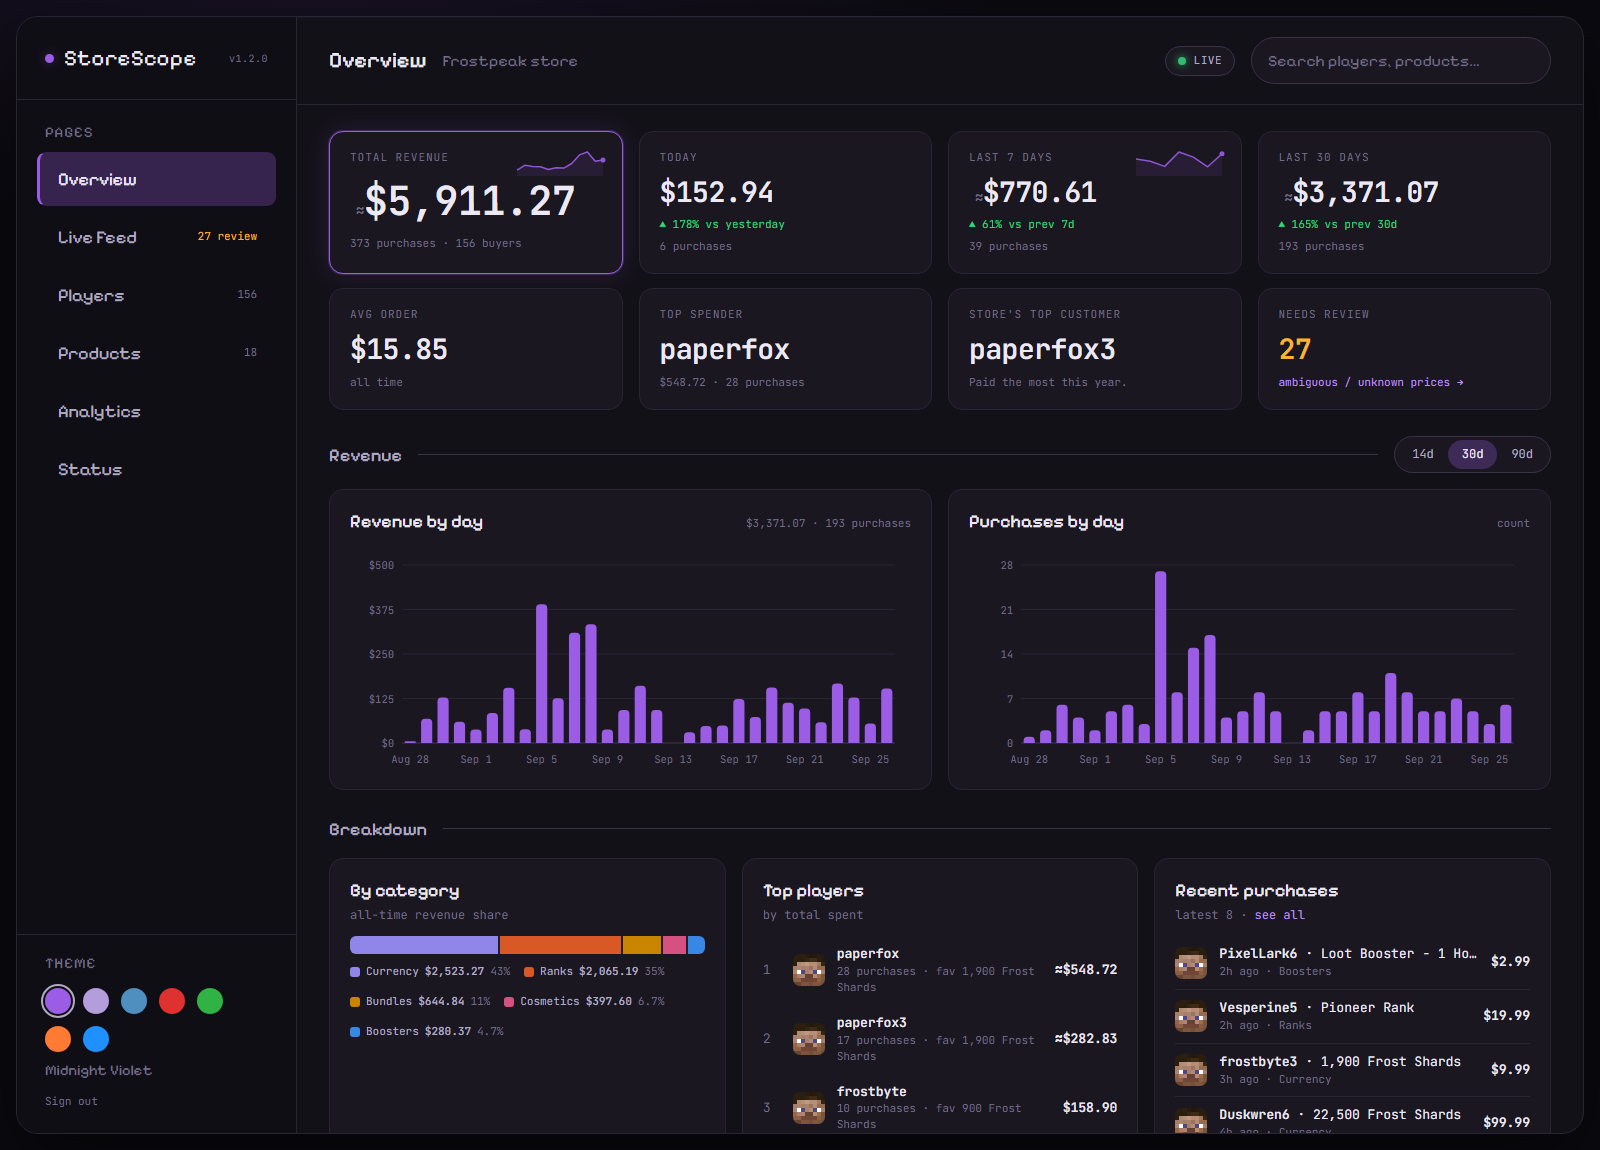 StoreScope v1.2.0
PAGES
Overview
Live Feed 27 review
Players 156
Products 18
Analytics
Status
THEME
Midnight Violet
Sign out
Overview Frostpeak store
LIVE
Search players, products…
TOTAL REVENUE
≈$5,911.27
373 purchases · 156 buyers
TODAY
$152.94
▲ 178% vs yesterday
6 purchases
LAST 7 DAYS
≈$770.61
▲ 61% vs prev 7d
39 purchases
LAST 30 DAYS
≈$3,371.07
▲ 165% vs prev 30d
193 purchases
AVG ORDER
$15.85
all time
TOP SPENDER
paperfox
$548.72 · 28 purchases
STORE'S TOP CUSTOMER
paperfox3
Paid the most this year.
NEEDS REVIEW
27
ambiguous / unknown prices →
Revenue
14d 30d 90d
Revenue by day $3,371.07 · 193 purchases
$500
$375
$250
$125
$0
Aug 28 Sep 1 Sep 5 Sep 9 Sep 13 Sep 17 Sep 21 Sep 25
Purchases by day count
28
21
14
7
0
Aug 28 Sep 1 Sep 5 Sep 9 Sep 13 Sep 17 Sep 21 Sep 25
Breakdown
By category
all-time revenue share
Currency $2,523.27 43% Ranks $2,065.19 35%
Bundles $644.84 11% Cosmetics $397.60 6.7%
Boosters $280.37 4.7%
Top players
by total spent
1 paperfox ≈$548.72
28 purchases · fav 1,900 Frost
Shards
2 paperfox3 ≈$282.83
17 purchases · fav 1,900 Frost
Shards
3 frostbyte $158.90
10 purchases · fav 900 Frost
Shards
Recent purchases
latest 8 · see all
PixelLark6 · Loot Booster - 1 Ho… $2.99
2h ago · Boosters
Vesperine5 · Pioneer Rank $19.99
2h ago · Ranks
frostbyte3 · 1,900 Frost Shards $9.99
3h ago · Currency
Duskwren6 · 22,500 Frost Shards $99.99
4h ago · Currency